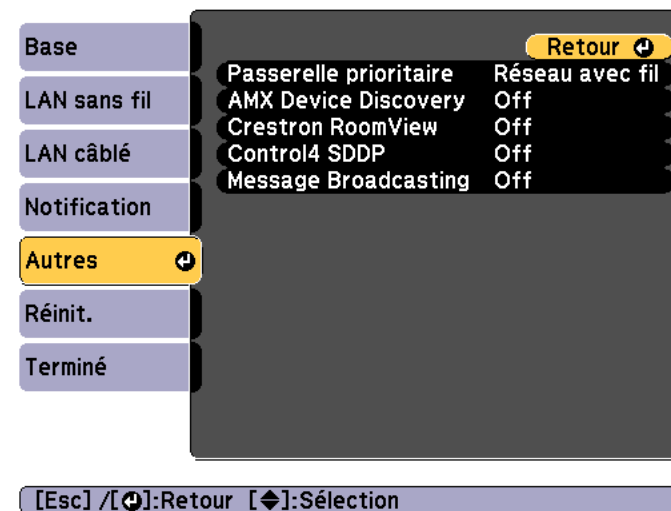 Base
LAN sans fil
LAN câblé
Notification
Autres
Réinit.
Terminé
Retour
Passerelle prioritaire Réseau avec fil
AMX Device Discovery Off
Crestron RoomView Off
Control4 SDDP Off
Message Broadcasting Off
[Esc] /[⏎]:Retour [◆]:Sélection